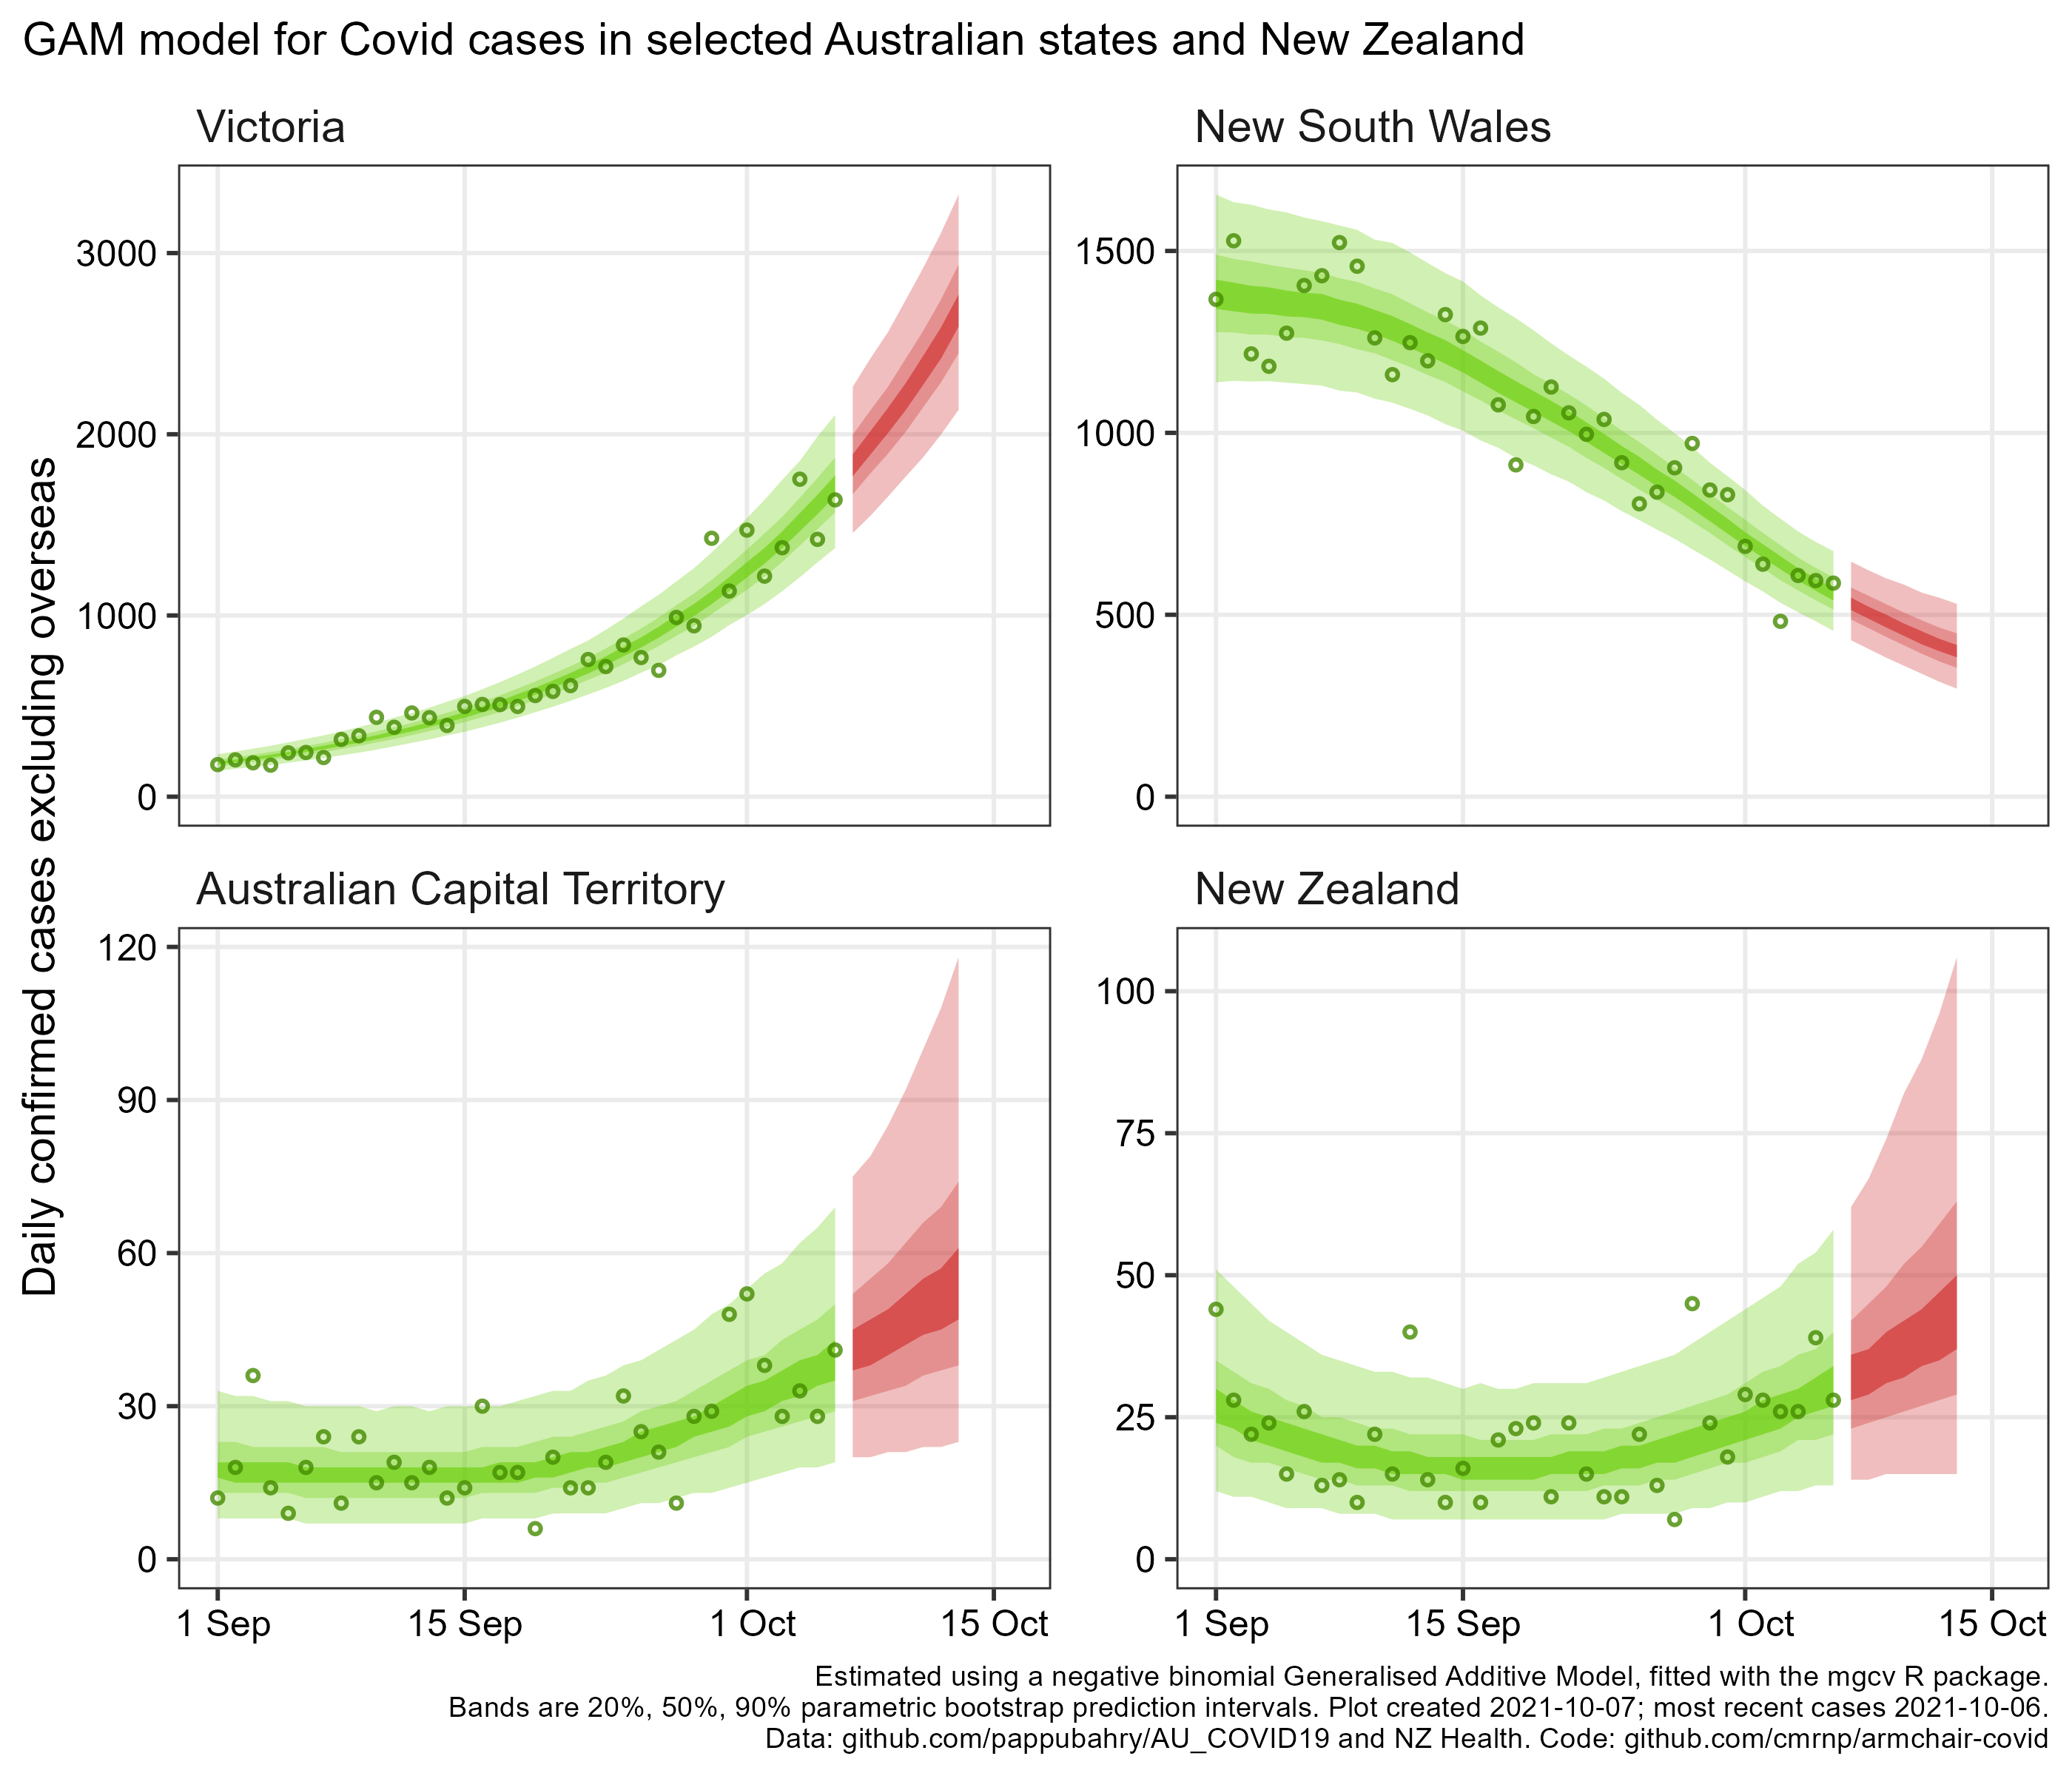 GAM model for Covid cases in selected Australian states and New Zealand
Daily confirmed cases excluding overseas
Victoria
3000
2000
1000
0
New South Wales
1500
1000
500
0
Australian Capital Territory
120
90
60
30
0
1 Sep
15 Sep
1 Oct
15 Oct
New Zealand
100
75
50
25
0
1 Sep
15 Sep
1 Oct
15 Oct
Estimated using a negative binomial Generalised Additive Model, fitted with the mgcv R package.
Bands are 20%, 50%, 90% parametric bootstrap prediction intervals. Plot created 2021-10-07; most recent cases 2021-10-06.
Data: github.com/pappubahry/AU_COVID19 and NZ Health. Code: github.com/cmrnp/armchair-covid